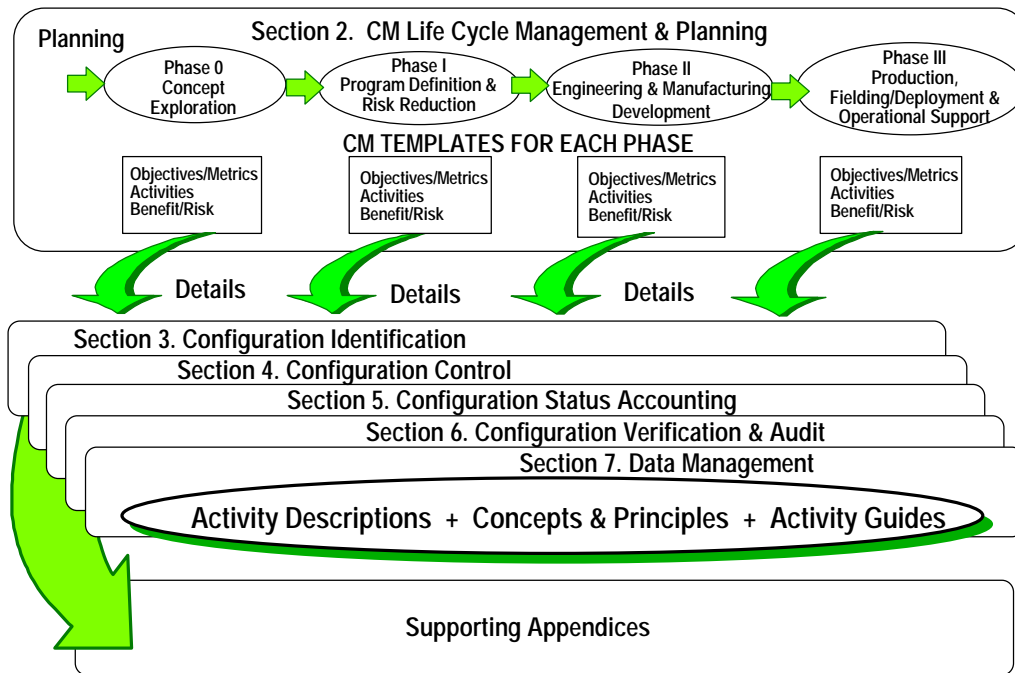 Section 2.  CM Life Cycle Management & Planning
Planning
Phase 0
Concept
Exploration
Phase I
Program Definition &
Risk Reduction
Phase II
Engineering & Manufacturing
Development
Phase III
Production,
Fielding/Deployment &
Operational Support
CM TEMPLATES FOR EACH PHASE
Objectives/Metrics
Activities
Benefit/Risk
Objectives/Metrics
Activities
Benefit/Risk
Objectives/Metrics
Activities
Benefit/Risk
Objectives/Metrics
Activities
Benefit/Risk
Details
Details
Details
Section 3. Configuration Identification
Section 4. Configuration Control
Section 5. Configuration Status Accounting
Section 6. Configuration Verification & Audit
Section 7. Data Management
Activity Descriptions + Concepts & Principles + Activity Guides
Supporting Appendices